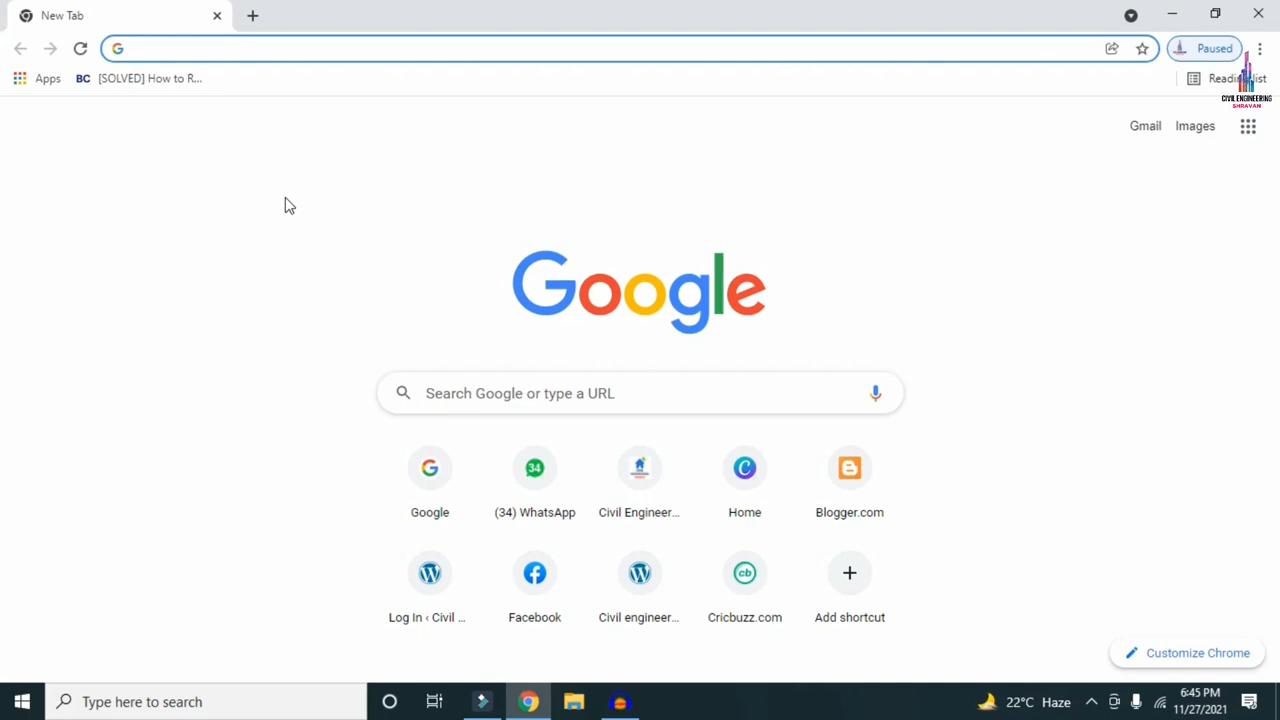 New Tab
Paused
Apps
BC [SOLVED] How to R...
Reading list
CIVIL ENGINEERING
SHRAVANI
Gmail Images
Google
Search Google or type a URL
34
Google (34) WhatsApp Civil Engineer... Home Blogger.com
cb
Log In ‹ Civil ... Facebook Civil engineer... Cricbuzz.com Add shortcut
Customize Chrome
Type here to search
22°C Haze
6:45 PM
11/27/2021